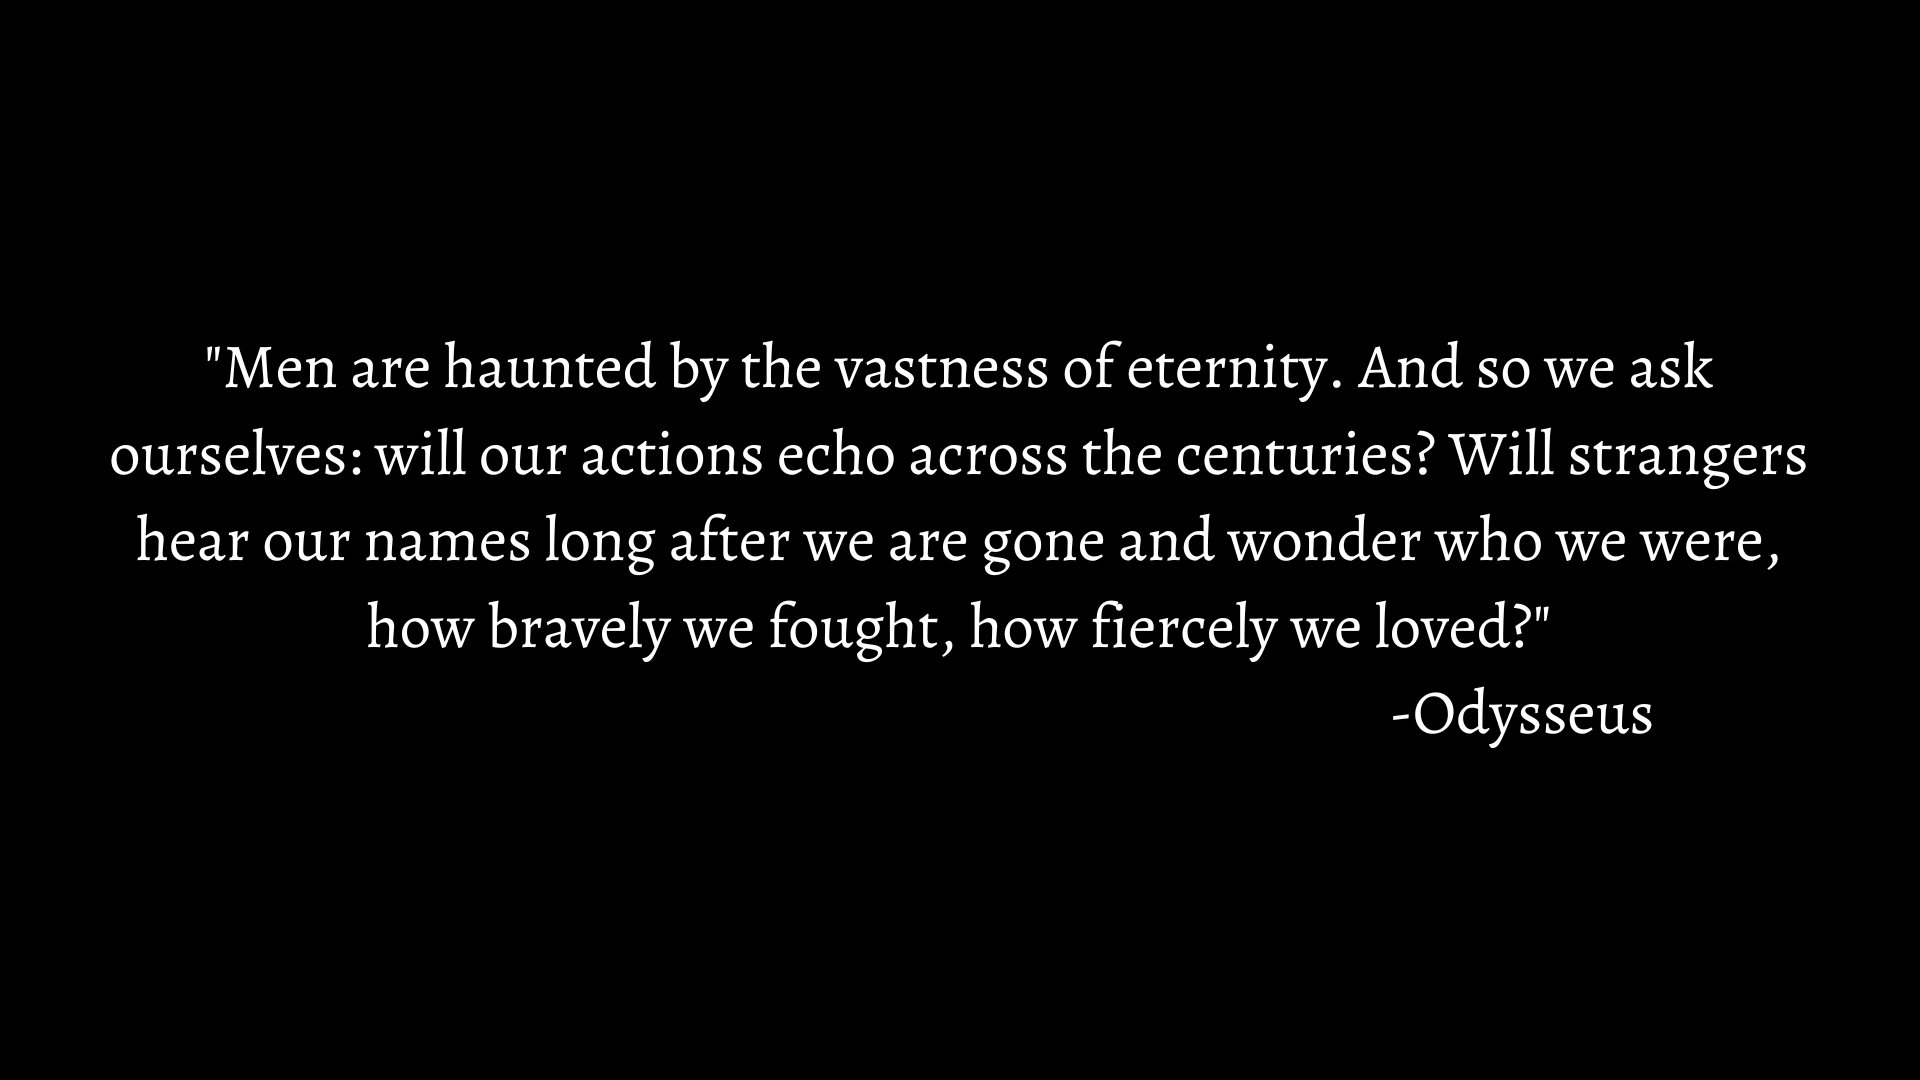 "Men are haunted by the vastness of eternity. And so we ask
ourselves: will our actions echo across the centuries? Will strangers
hear our names long after we are gone and wonder who we were,
how bravely we fought, how fiercely we loved?"
-Odysseus